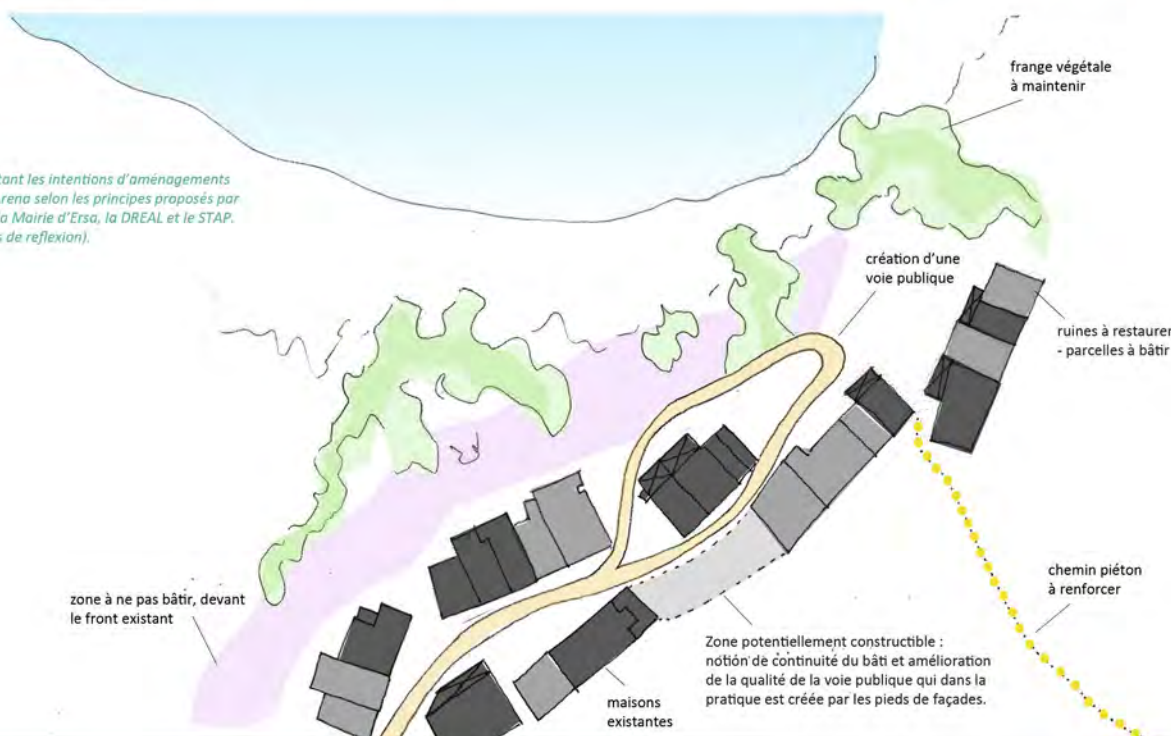 frange végétale
à maintenir
les intentions d'aménagements
selon les principes proposés par
Mairie d'Ersa, la DREAL et le STAP.
de reflexion).
création d'une
voie publique
ruines à restaurer
- parcelles à bâtir
zone à ne pas bâtir, devant
le front existant
chemin piéton
à renforcer
Zone potentiellement constructible :
notion de continuité du bâti et amélioration
de la qualité de la voie publique qui dans la
pratique est créée par les pieds de façades.
maisons
existantes